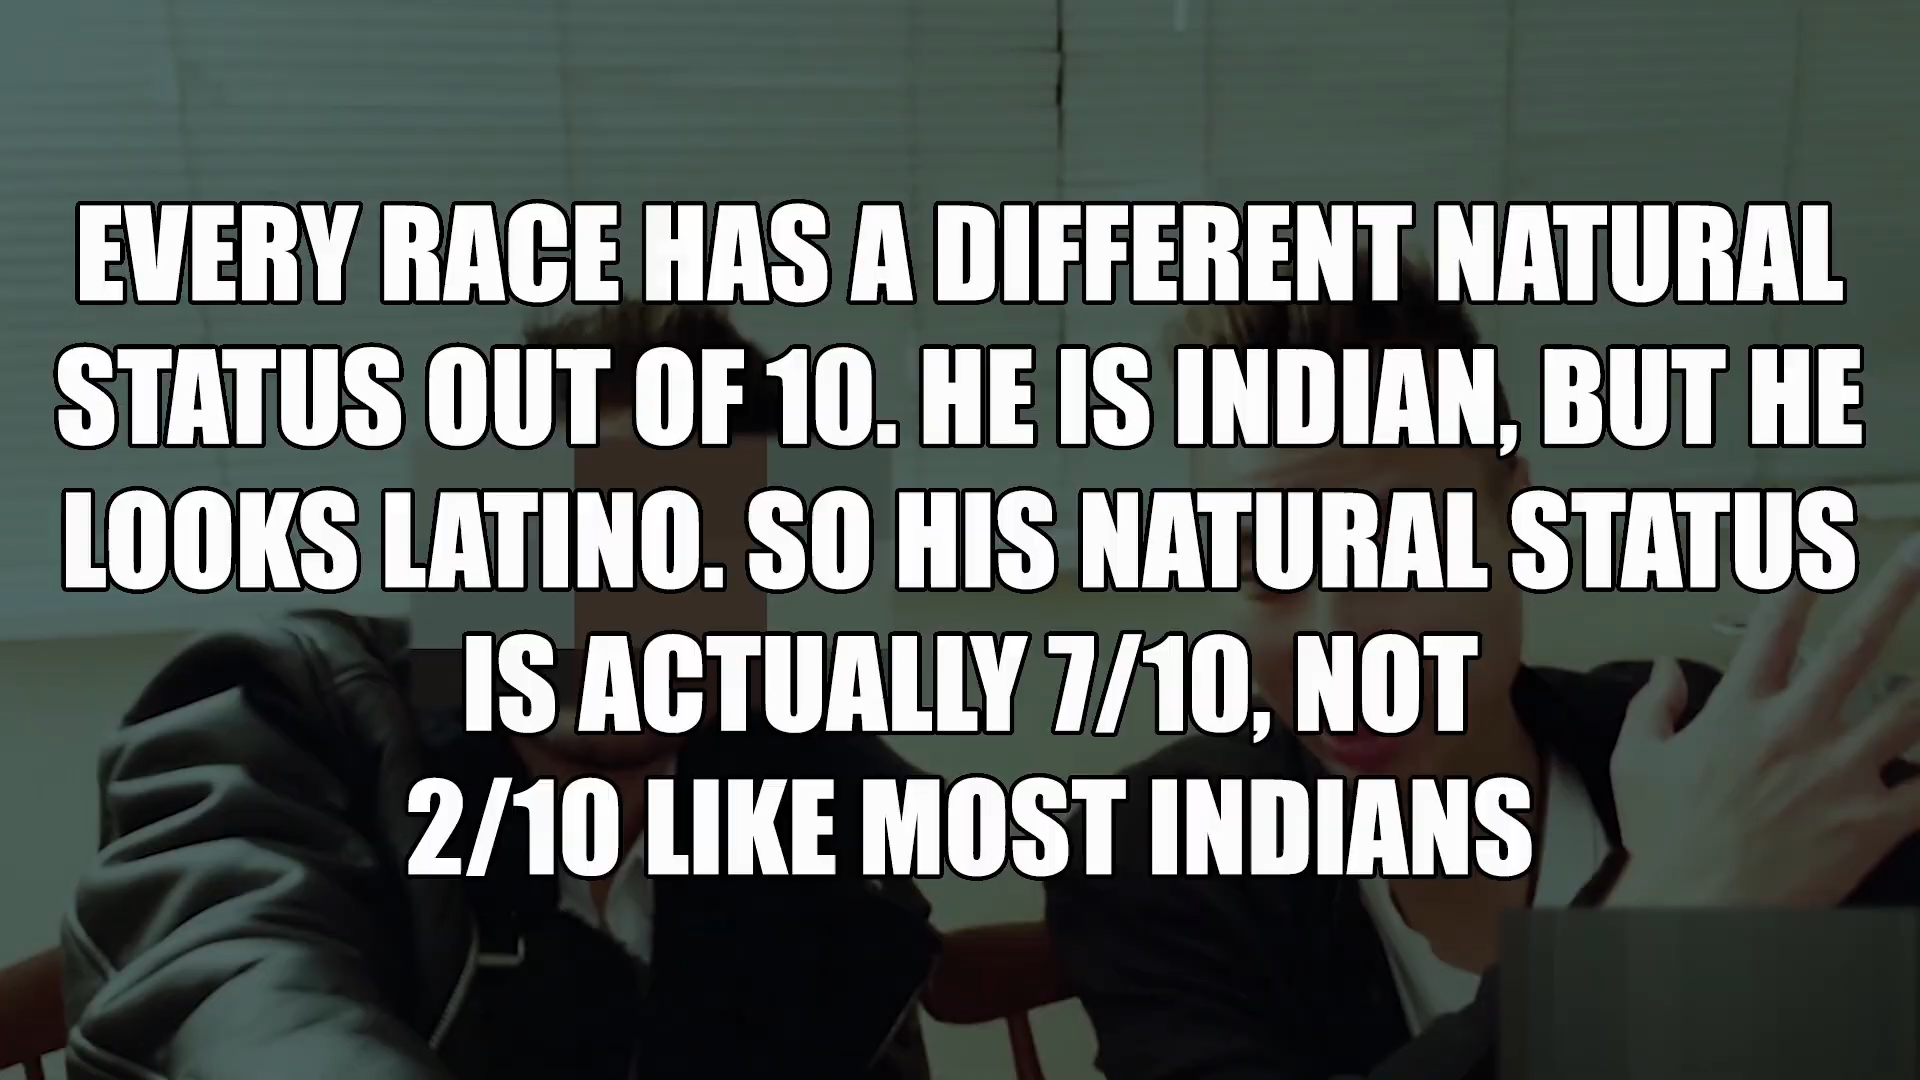 EVERY RACE HAS A DIFFERENT NATURAL
STATUS OUT OF 10. HE IS INDIAN, BUT HE
LOOKS LATINO. SO HIS NATURAL STATUS
IS ACTUALLY 7/10, NOT
2/10 LIKE MOST INDIANS